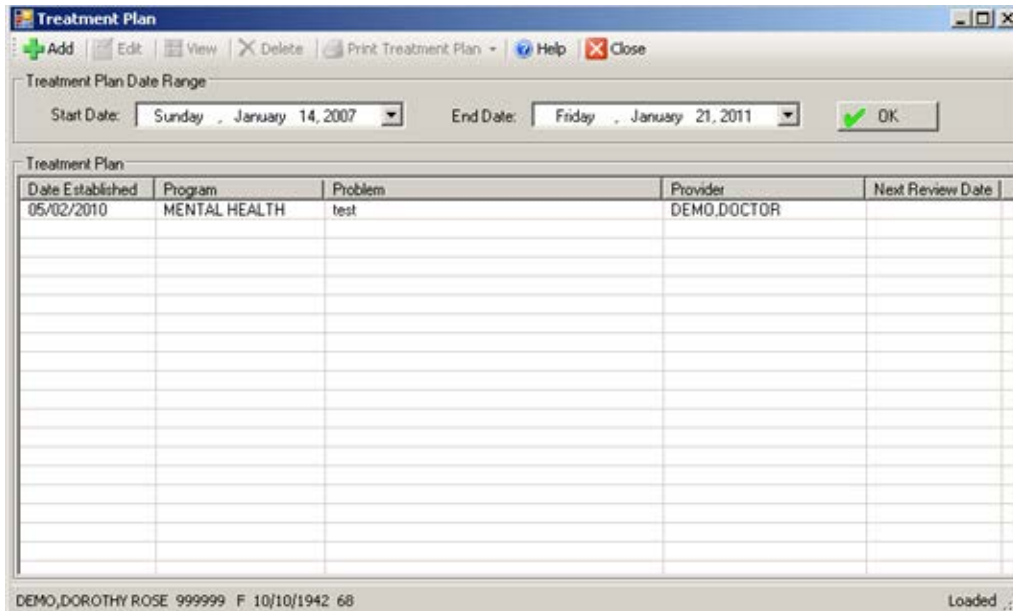 Treatment Plan
Add Edit View Delete Print Treatment Plan Help Close
Treatment Plan Date Range
Start Date: Sunday , January 14, 2007 End Date: Friday , January 21, 2011 OK
Treatment Plan
Date Established Program Problem Provider Next Review Date
05/02/2010 MENTAL HEALTH test DEMO,DOCTOR
DEMO,DOROTHY ROSE 999999 F 10/10/1942 68 Loaded